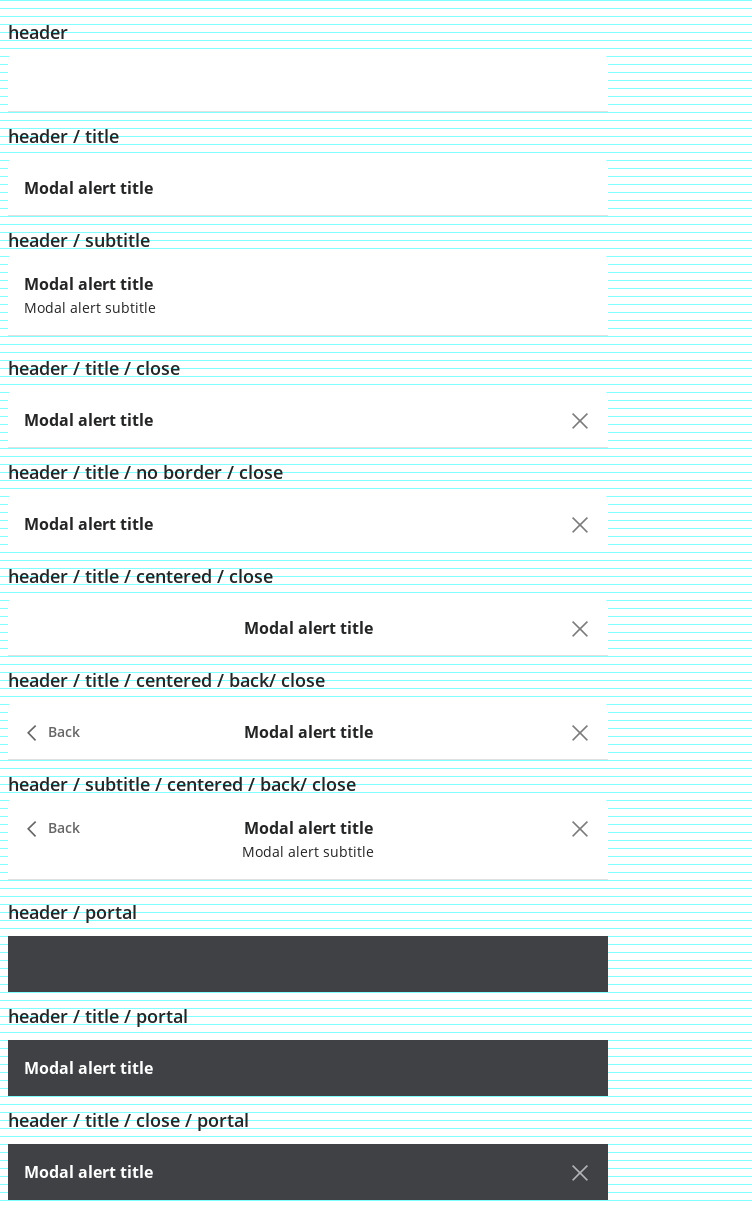 header
header / title
Modal alert title
header / subtitle
Modal alert title
Modal alert subtitle
header / title / close
Modal alert title
header / title / no border / close
Modal alert title
header / title / centered / close
Modal alert title
header / title / centered / back/ close
Back Modal alert title
header / subtitle / centered / back/ close
Back Modal alert title
Modal alert subtitle
header / portal
header / title / portal
Modal alert title
header / title / close / portal
Modal alert title